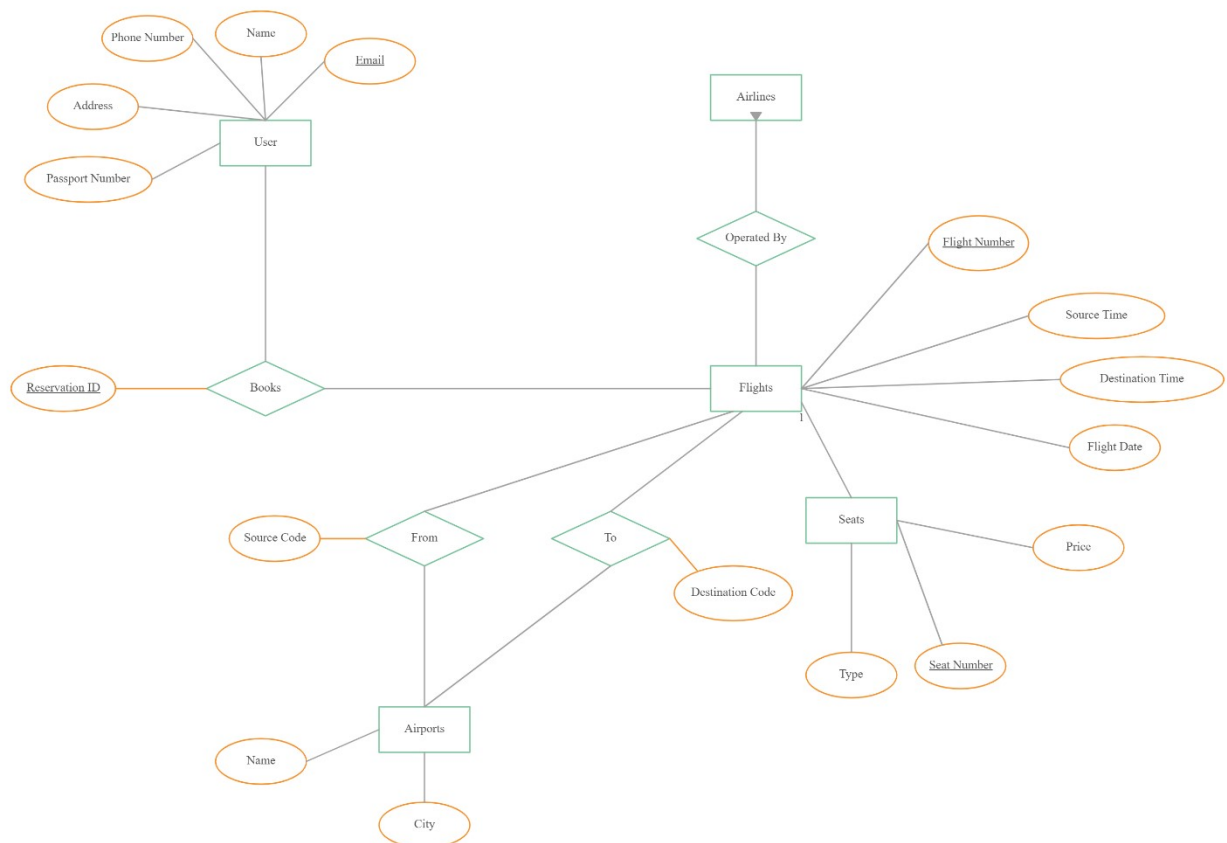 Name
Phone Number
Email
Airlines
Address
User
Passport Number
Operated By
Flight Number
Source Time
Destination Time
Reservation ID
Books
Flights
1
Flight Date
Seats
Source Code
From
To
Price
Destination Code
Type
Seat Number
Airports
Name
City